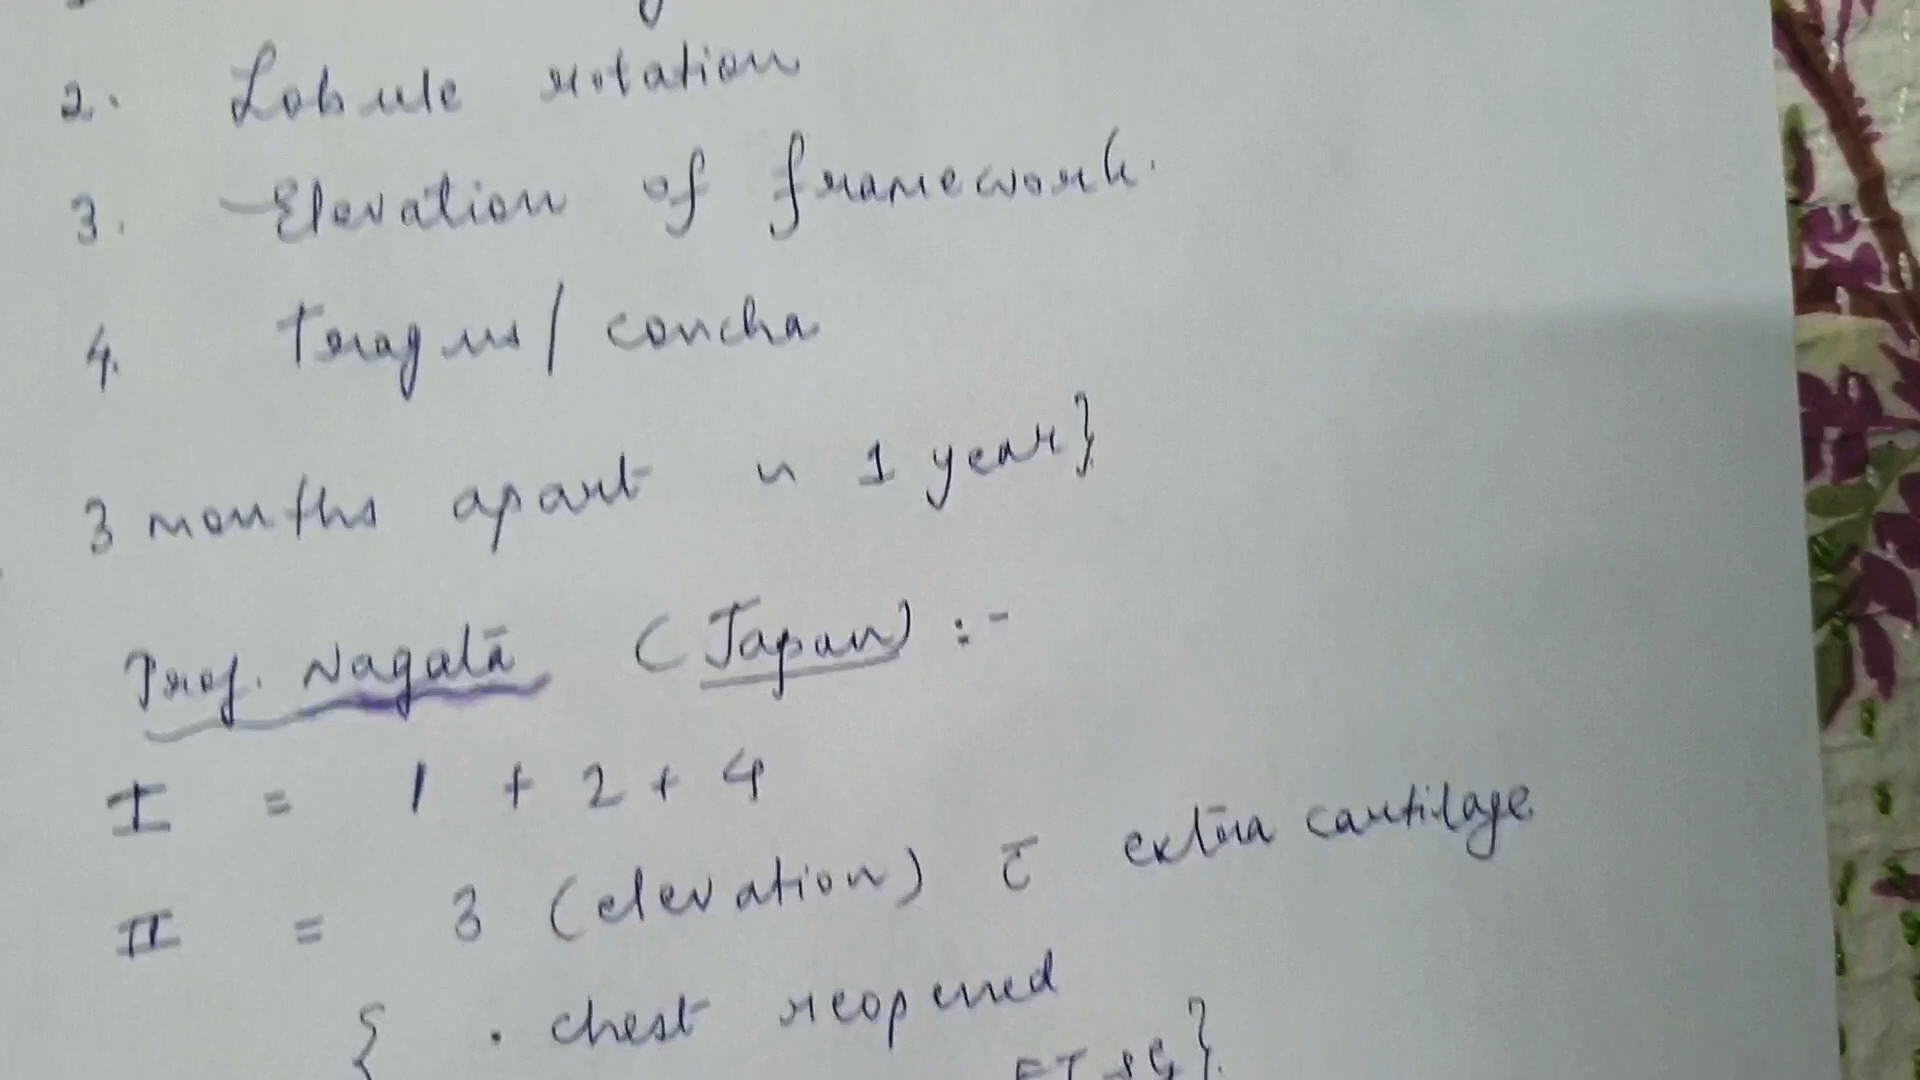 2. Lobule rotation
3. Elevation of framework.
4. Tragus / concha
3 months apart n 1 year}
Prof. Nagata (Japan) :-
I = 1 + 2 + 4
II = 3 (elevation) c̄ extra cartilage
{ . chest reopened